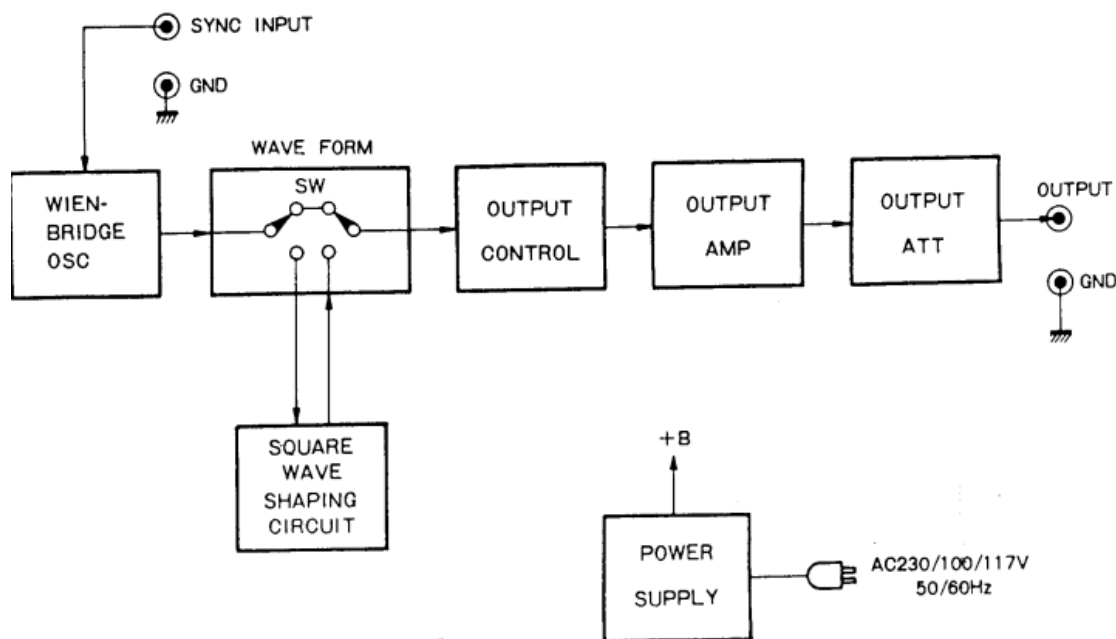 SYNC INPUT
GND
WAVE FORM
SW
WIEN-
BRIDGE
OSC
OUTPUT
CONTROL
OUTPUT
AMP
OUTPUT
ATT
OUTPUT
GND
SQUARE
WAVE
SHAPING
CIRCUIT
+B
POWER
SUPPLY
AC230/100/117V
50/60Hz